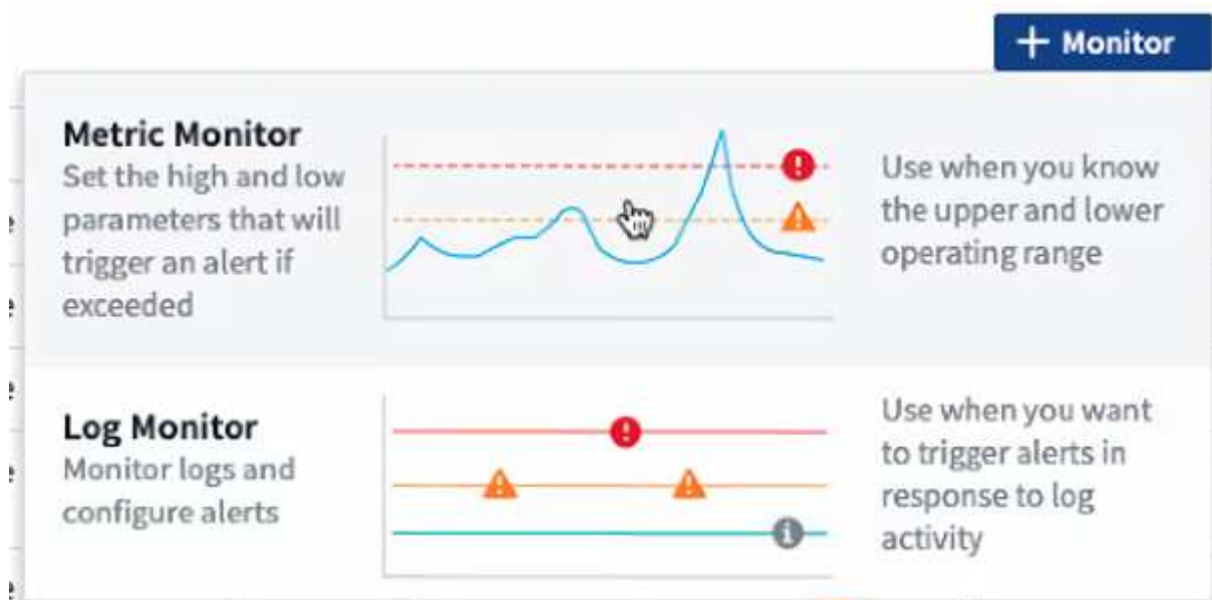 + Monitor
Metric Monitor
Set the high and low
parameters that will
trigger an alert if
exceeded
Use when you know
the upper and lower
operating range
Log Monitor
Monitor logs and
configure alerts
Use when you want
to trigger alerts in
response to log
activity